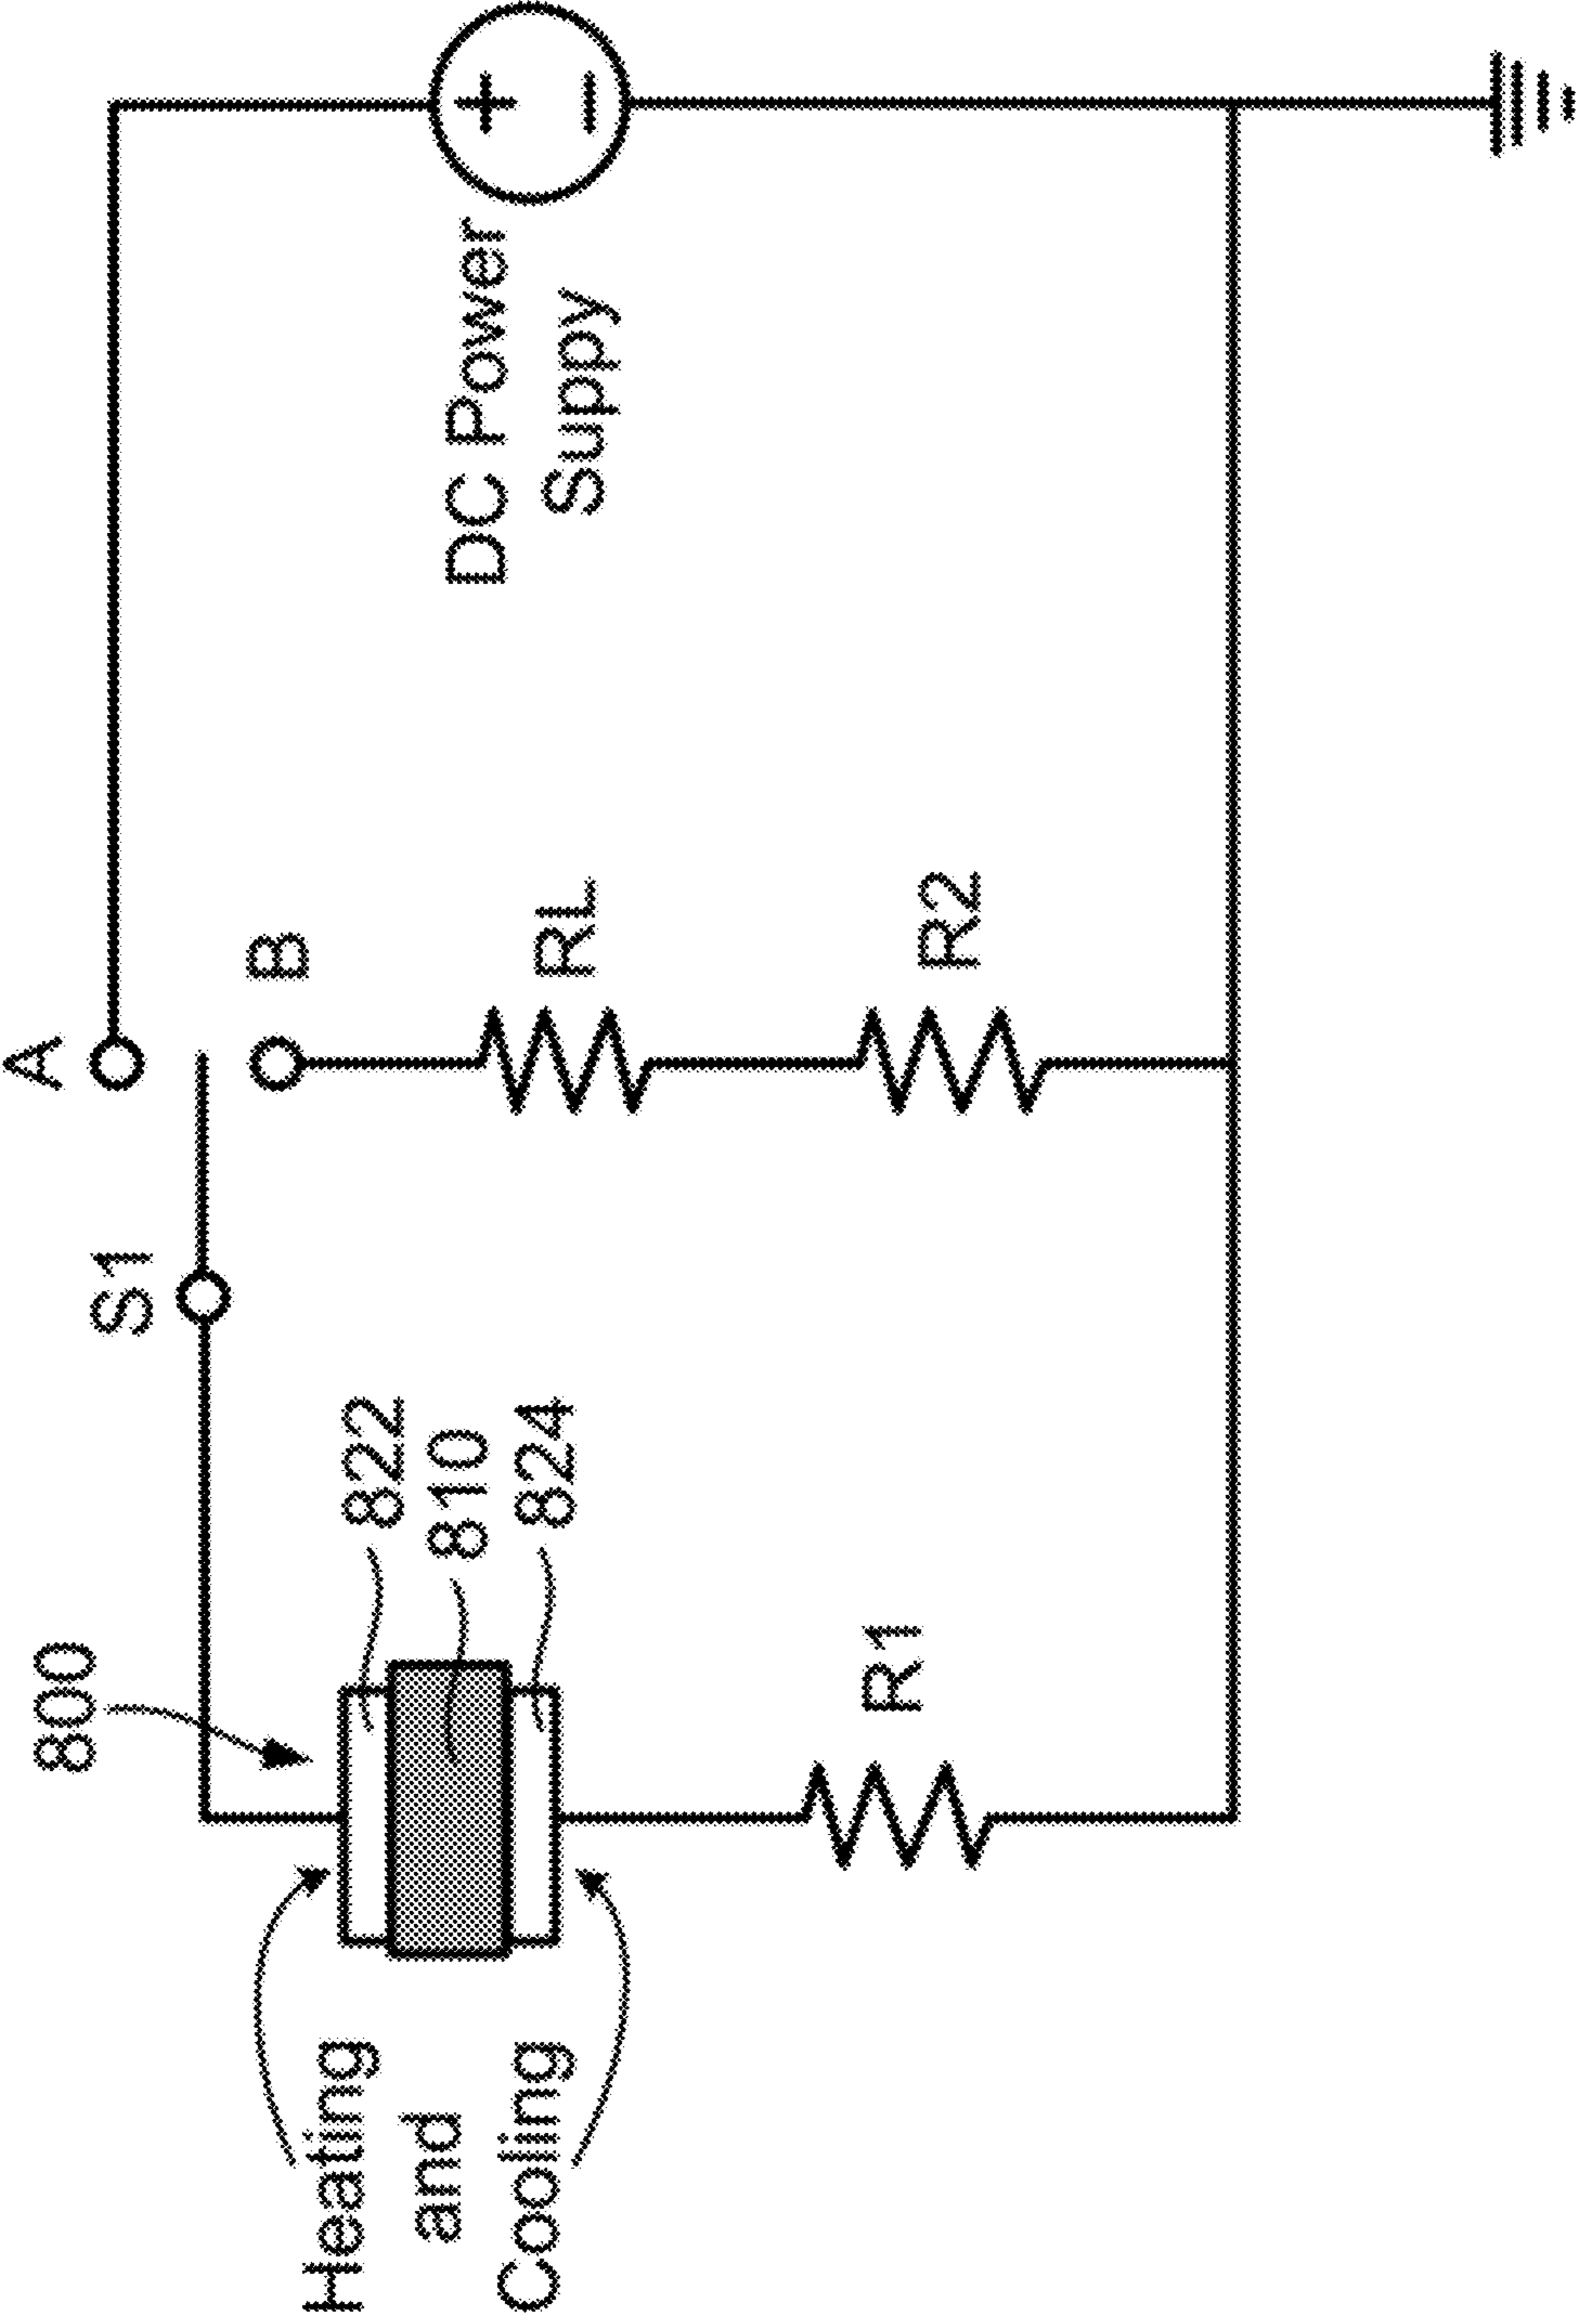 A
800
S1
B
Heating
and
Cooling
822
810
824
DC Power
Suppy
RL
R1
R2